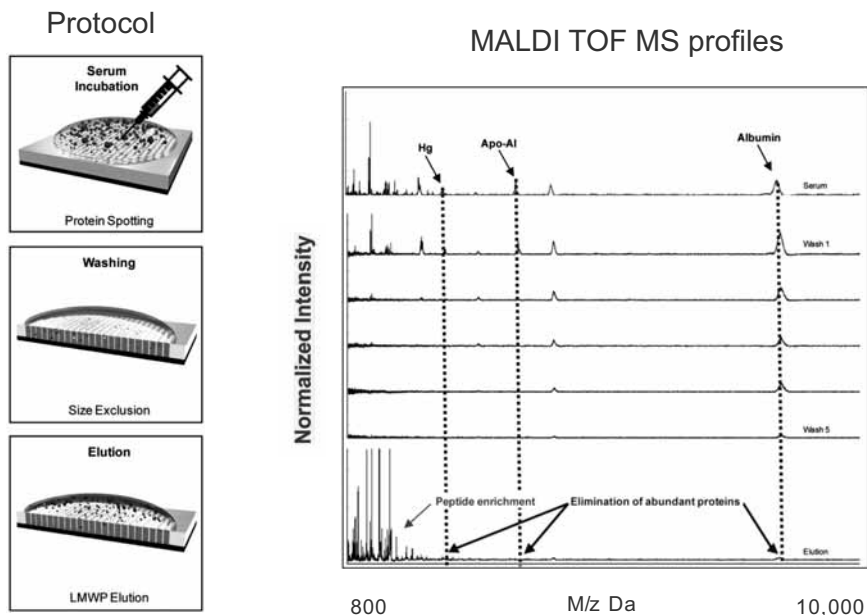 Protocol
Serum
Incubation
Protein Spotting
Washing
Size Exclusion
Elution
LMWP Elution
MALDI TOF MS profiles
Normalized Intensity
Hg
Apo-AI
Albumin
Serum
Wash 1
Wash 5
Peptide enrichment
Elimination of abundant proteins
Elution
800
M/z Da
10,000